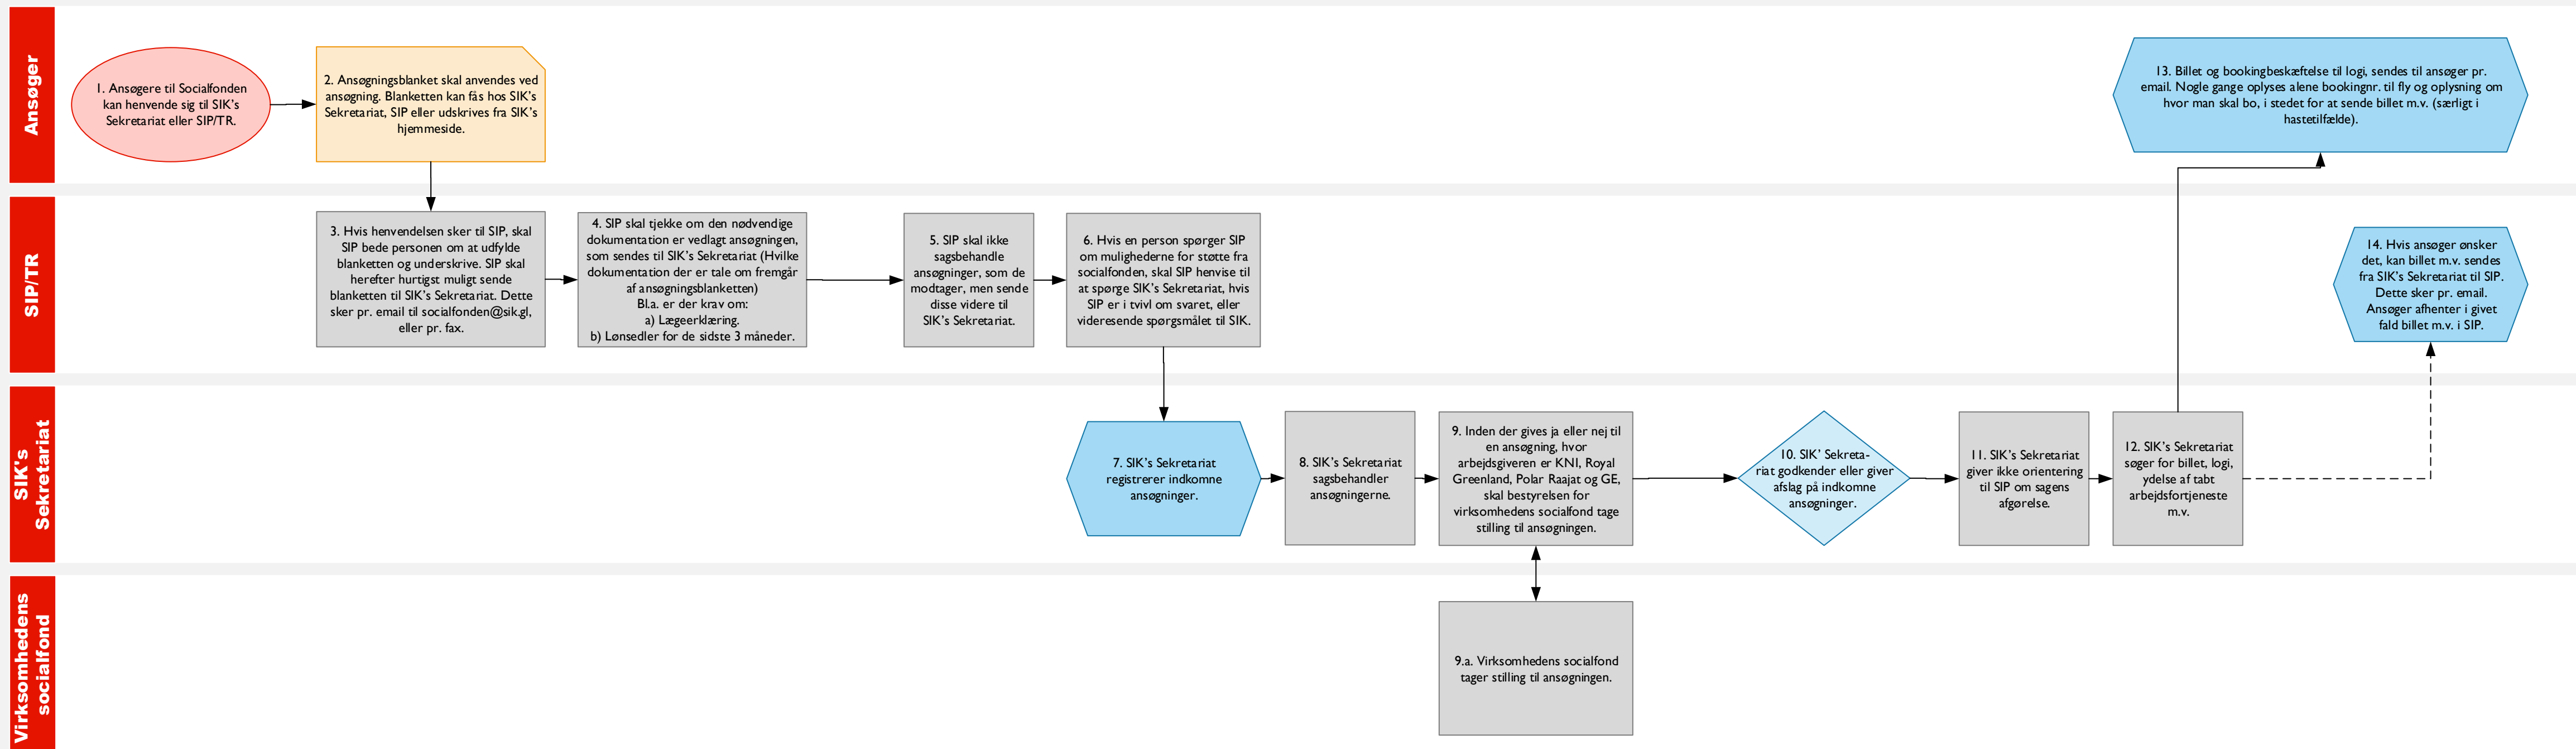 Ansøger
1. Ansøgere til Socialfonden
kan henvende sig til SIK's
Sekretariat eller SIP/TR.
2. Ansøgningsblanket skal anvendes ved
ansøgning. Blanketten kan fås hos SIK's
Sekretariat, SIP eller udskrives fra SIK's
hjemmeside.
13. Billet og bookingbeskæftelse til logi, sendes til ansøger pr.
email. Nogle gange oplyses alene bookingnr. til fly og oplysning om
hvor man skal bo, i stedet for at sende billet m.v. (særligt i
hastetilfælde).
SIP/TR
3. Hvis henvendelsen sker til SIP, skal
SIP bede personen om at udfylde
blanketten og underskrive. SIP skal
herefter hurtigst muligt sende
blanketten til SIK's Sekretariat. Dette
sker pr. email til socialfonden@sik.gl,
eller pr. fax.
4. SIP skal tjekke om den nødvendige
dokumentation er vedlagt ansøgningen,
som sendes til SIK's Sekretariat (Hvilke
dokumentation der er tale om fremgår
af ansøgningsblanketten)
Bl.a. er der krav om:
a) Lægeerklæring.
b) Lønsedler for de sidste 3 måneder.
5. SIP skal ikke
sagsbehandle
ansøgninger, som de
modtager, men sende
disse videre til
SIK's Sekretariat.
6. Hvis en person spørger SIP
om mulighederne for støtte fra
socialfonden, skal SIP henvise til
at spørge SIK's Sekretariat, hvis
SIP er i tvivl om svaret, eller
videresende spørgsmålet til SIK.
14. Hvis ansøger ønsker
det, kan billet m.v. sendes
fra SIK's Sekretariat til SIP.
Dette sker pr. email.
Ansøger afhenter i givet
fald billet m.v. i SIP.
SIK's
Sekretariat
7. SIK's Sekretariat
registrerer indkomne
ansøgninger.
8. SIK's Sekretariat
sagsbehandler
ansøgningerne.
9. Inden der gives ja eller nej til
en ansøgning, hvor
arbejdsgiveren er KNI, Royal
Greenland, Polar Raajat og GE,
skal bestyrelsen for
virksomhedens socialfond tage
stilling til ansøgningen.
10. SIK' Sekreta-
riat godkender eller giver
afslag på indkomne
ansøgninger.
11. SIK's Sekretariat
giver ikke orientering
til SIP om sagens
afgørelse.
12. SIK's Sekretariat
søger for billet, logi,
ydelse af tabt
arbejdsfortjeneste
m.v.
Virksomhedens
socialfond
9.a. Virksomhedens socialfond
tager stilling til ansøgningen.